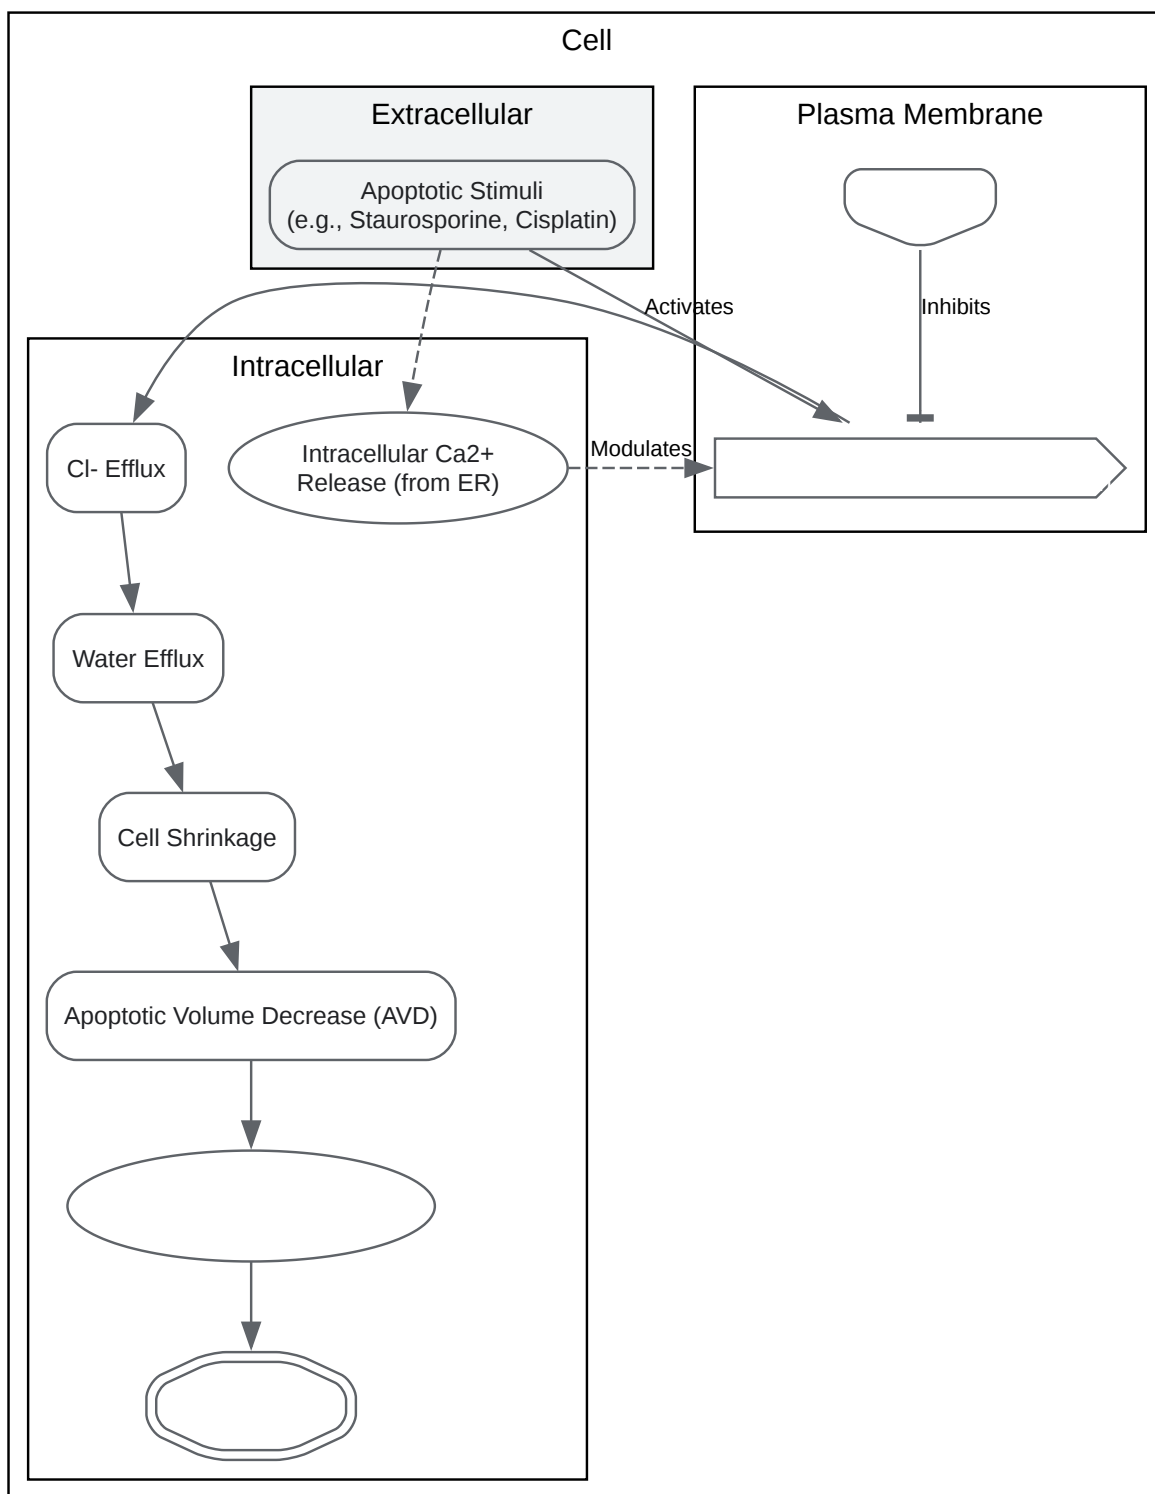 Cell
Extracellular
Plasma Membrane
Apoptotic Stimuli
(e.g., Staurosporine, Cisplatin)
Activates
Inhibits
Intracellular
Cl- Efflux
Intracellular Ca2+
Release (from ER)
Modulates
Water Efflux
Cell Shrinkage
Apoptotic Volume Decrease (AVD)